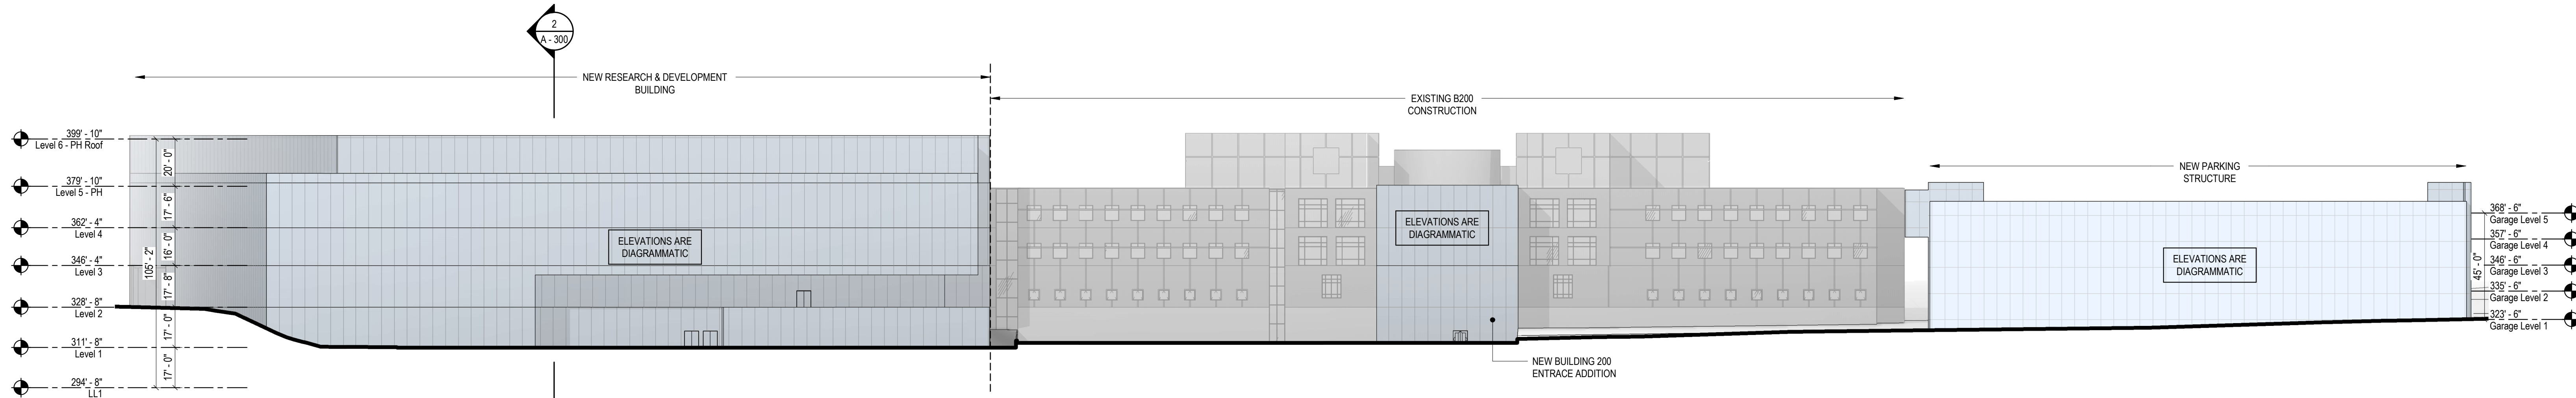 2
A - 300
NEW RESEARCH & DEVELOPMENT
BUILDING
EXISTING B200
CONSTRUCTION
NEW PARKING
STRUCTURE
399' - 10"
Level 6 - PH Roof
379' - 10"
Level 5 - PH
362' - 4"
Level 4
346' - 4"
Level 3
328' - 8"
Level 2
311' - 8"
Level 1
294' - 8"
LL1
105' - 2"
20' - 0"
17' - 6"
16' - 0"
17' - 8"
17' - 0"
17' - 0"
ELEVATIONS ARE
DIAGRAMMATIC
ELEVATIONS ARE
DIAGRAMMATIC
ELEVATIONS ARE
DIAGRAMMATIC
NEW BUILDING 200
ENTRACE ADDITION
45' - 0"
368' - 6"
Garage Level 5
357' - 6"
Garage Level 4
346' - 6"
Garage Level 3
335' - 6"
Garage Level 2
323' - 6"
Garage Level 1